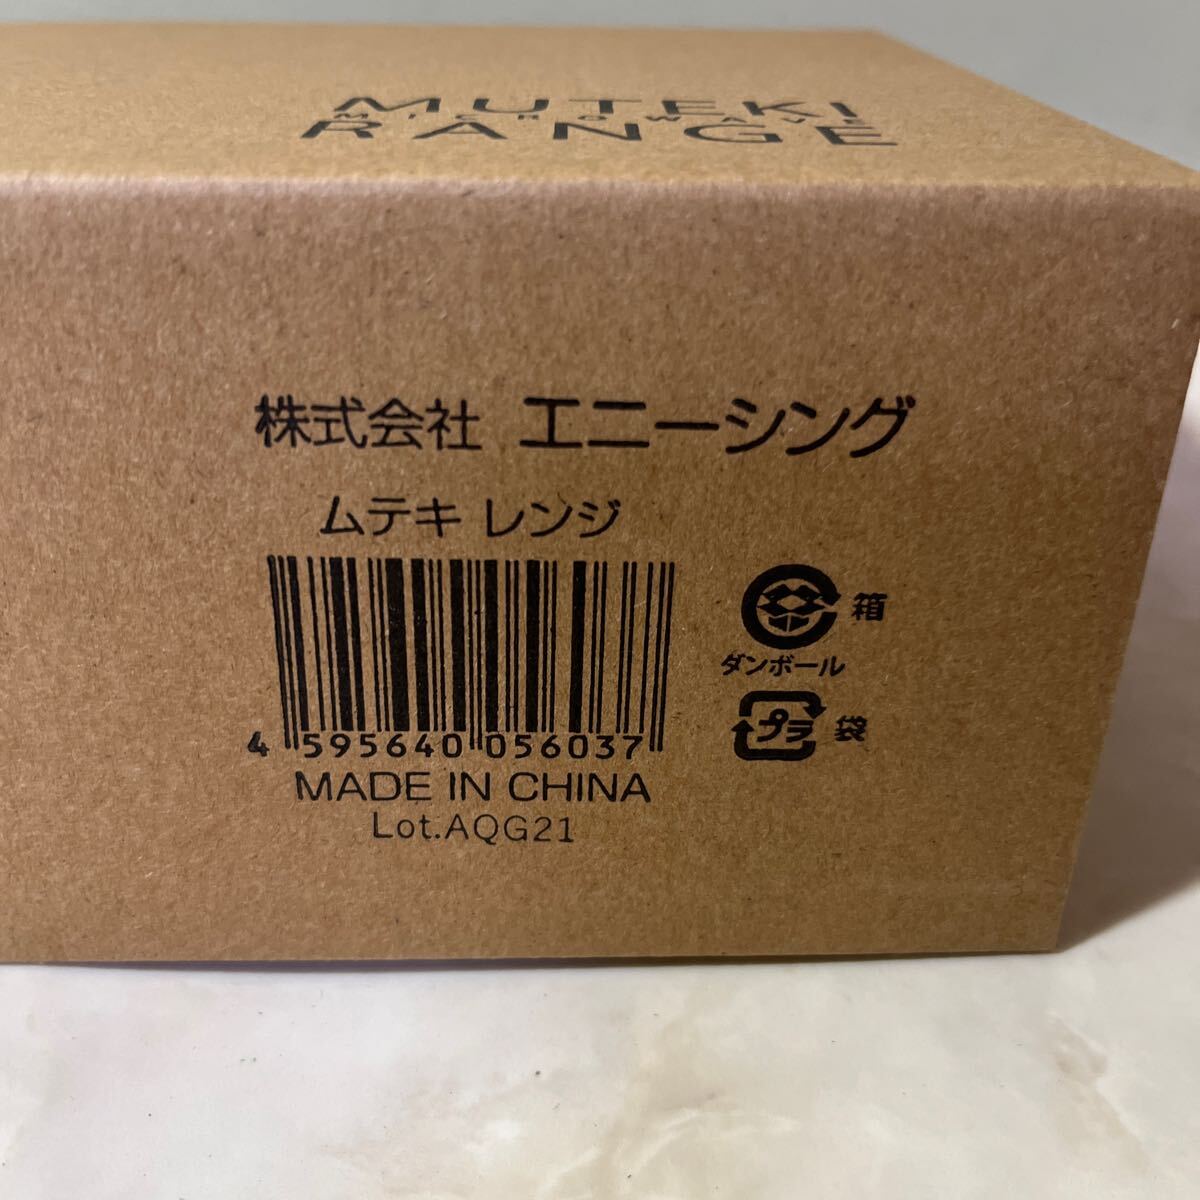 MUTEKI
MICROWAVE
RANGE
株式会社 エニーシング
ムテキ レンジ
箱
ダンボール
プラ 袋
4 595640 056037
MADE IN CHINA
Lot.AQG21